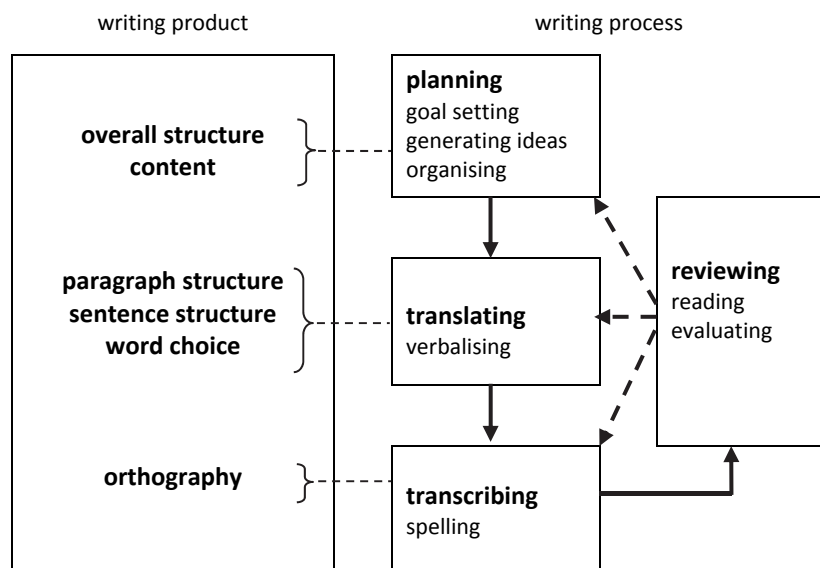 writing product
writing process
overall structure
content
paragraph structure
sentence structure
word choice
orthography
planning
goal setting
generating ideas
organising
translating
verbalising
transcribing
spelling
reviewing
reading
evaluating